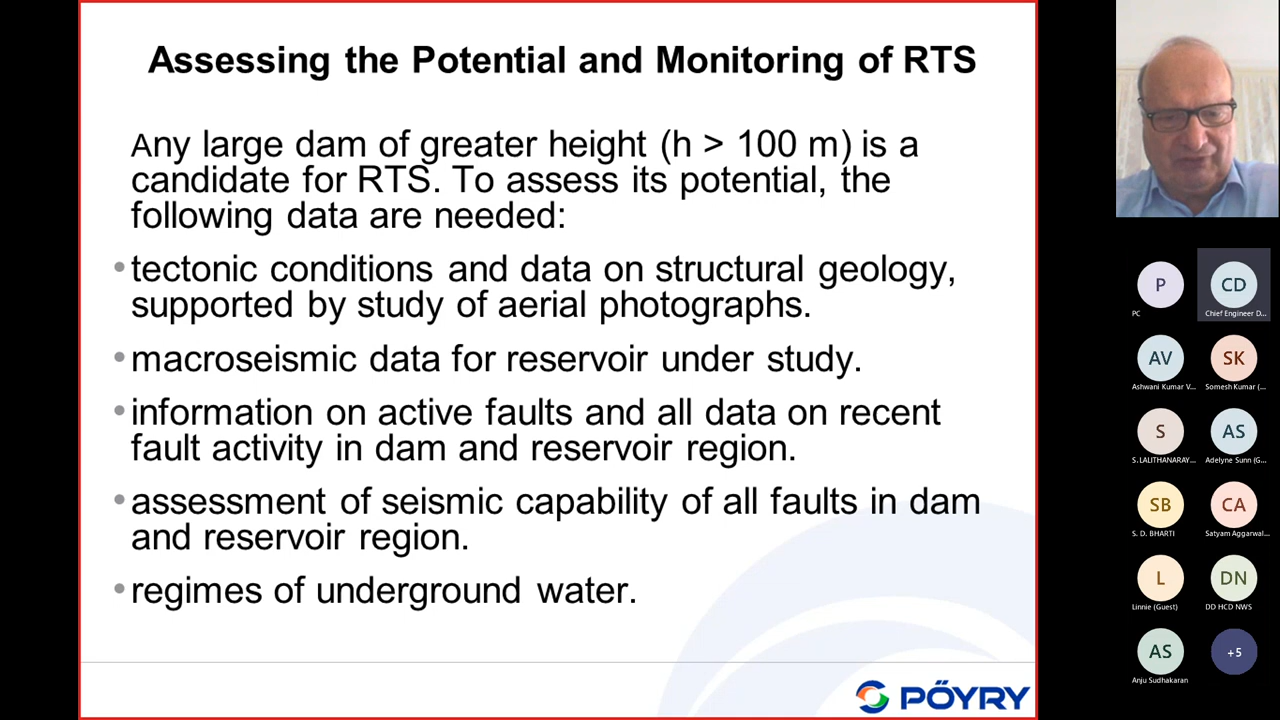 Assessing the Potential and Monitoring of RTS
Any large dam of greater height (h > 100 m) is a
candidate for RTS. To assess its potential, the
following data are needed:
•tectonic conditions and data on structural geology,
supported by study of aerial photographs.
•macroseismic data for reservoir under study.
•information on active faults and all data on recent
fault activity in dam and reservoir region.
•assessment of seismic capability of all faults in dam
and reservoir region.
•regimes of underground water.
PÖYRY
P
PC
CD
Chief Engineer D...
AV
Ashwani Kumar V...
SK
Somesh Kumar (...
S
S. LALITHANARAY...
AS
Adelyne Sunn (G...
SB
S. D. BHARTI
CA
Satyam Aggarwal...
L
Linnie (Guest)
DN
DD HCD NWS
AS
Anju Sudhakaran
+5